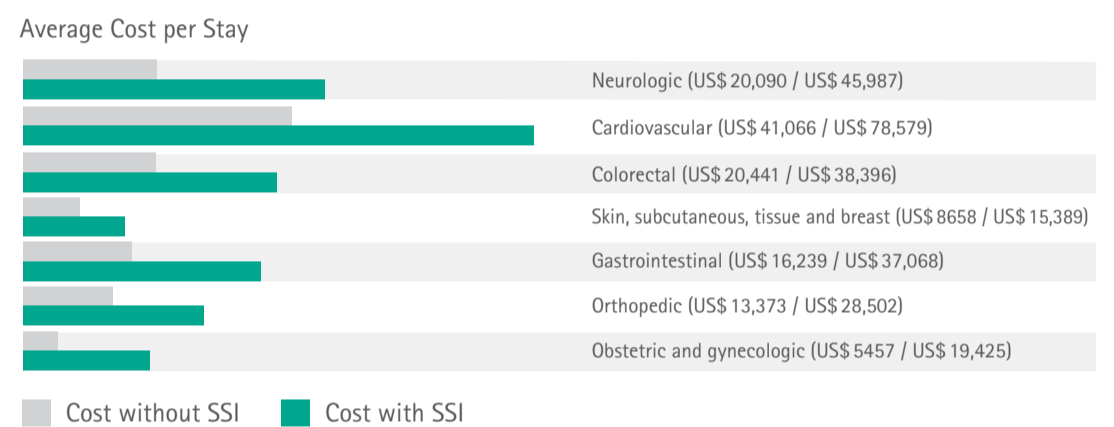 Average Cost per Stay
Neurologic (US$ 20,090 / US$ 45,987)
Cardiovascular (US$ 41,066 / US$ 78,579)
Colorectal (US$ 20,441 / US$ 38,396)
Skin, subcutaneous, tissue and breast (US$ 8658 / US$ 15,389)
Gastrointestinal (US$ 16,239 / US$ 37,068)
Orthopedic (US$ 13,373 / US$ 28,502)
Obstetric and gynecologic (US$ 5457 / US$ 19,425)
Cost without SSI Cost with SSI